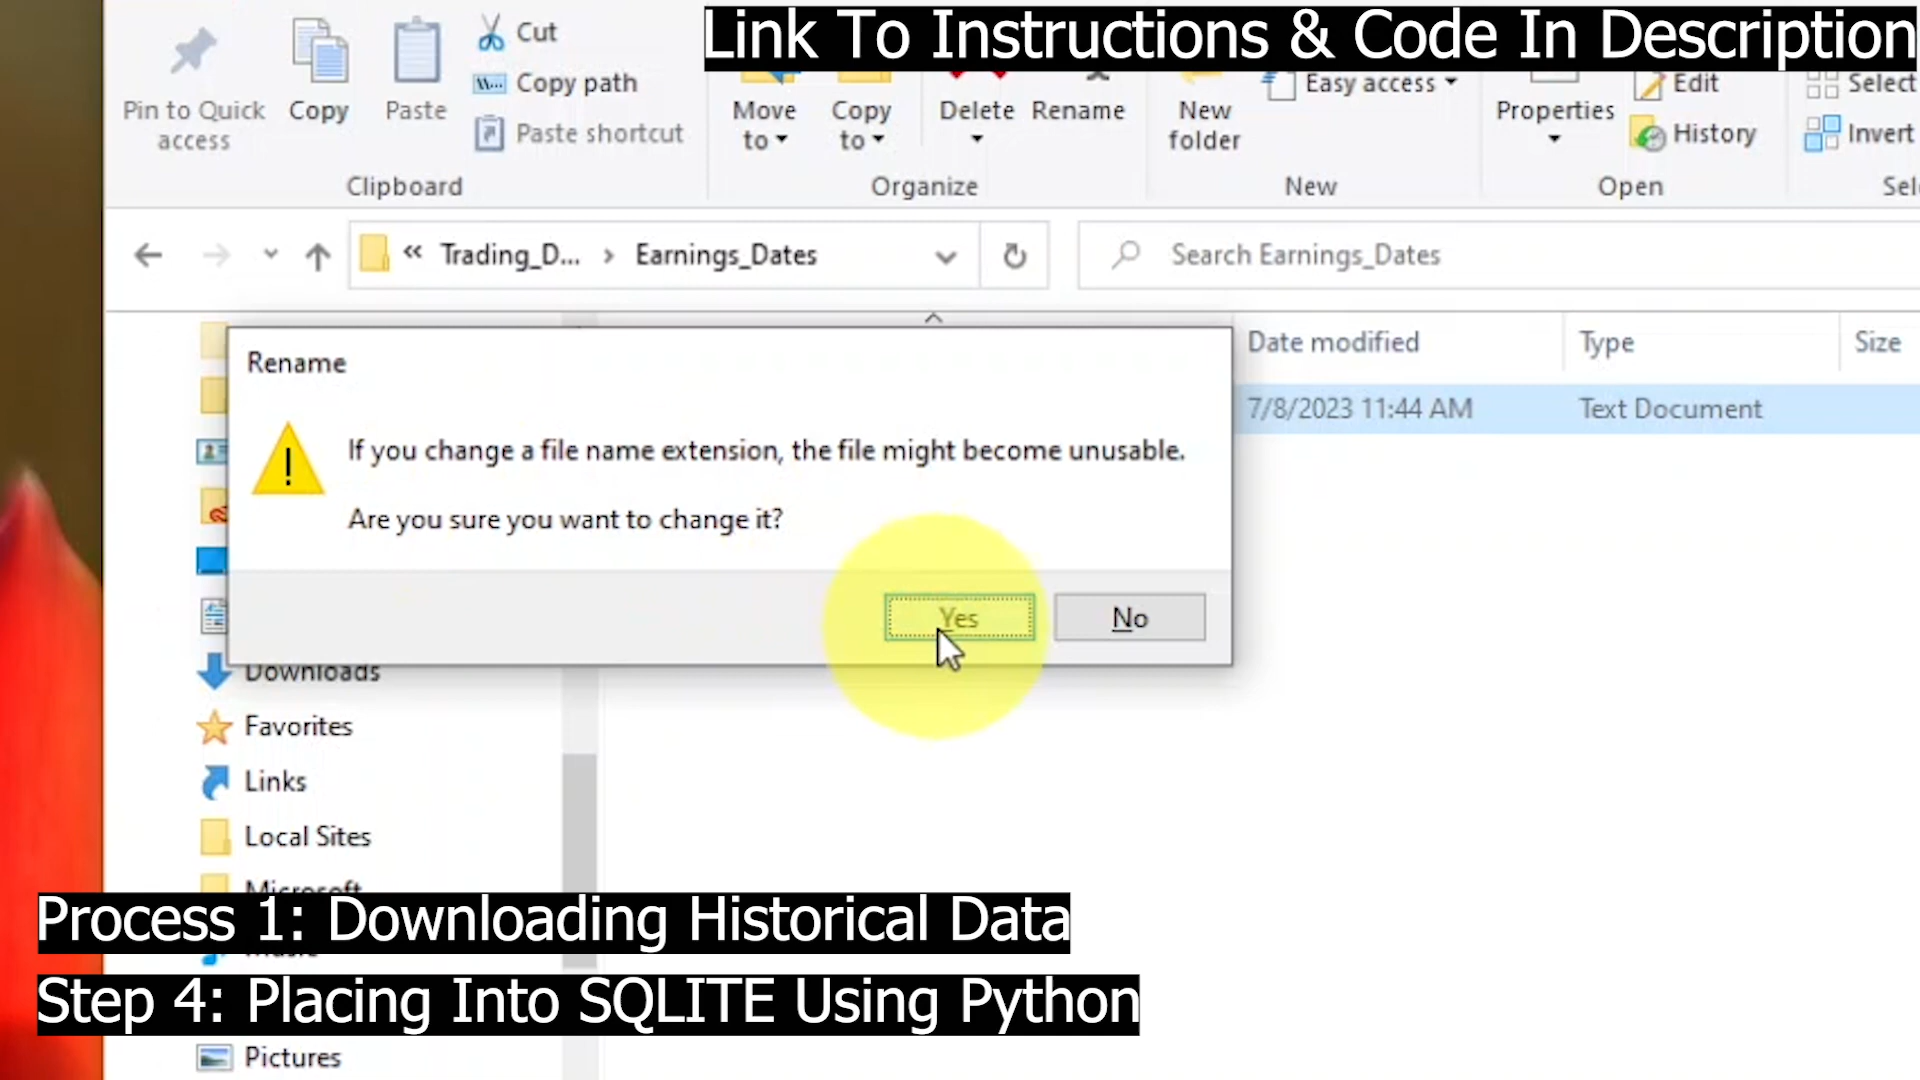 Link To Instructions & Code In Description
Cut
Copy path
Paste shortcut
Pin to Quick
access
Copy
Paste
Move
to
Copy
to
Delete
Rename
New
folder
Easy access
Properties
Edit
History
Select
Invert
Clipboard
Organize
New
Open
Sel
« Trading_D... › Earnings_Dates
Search Earnings_Dates
Date modified
Type
Size
7/8/2023 11:44 AM
Text Document
Rename
If you change a file name extension, the file might become unusable.
Are you sure you want to change it?
Yes
No
Downloads
Favorites
Links
Local Sites
Microsoft
Process 1: Downloading Historical Data
Music
Step 4: Placing Into SQLITE Using Python
Pictures